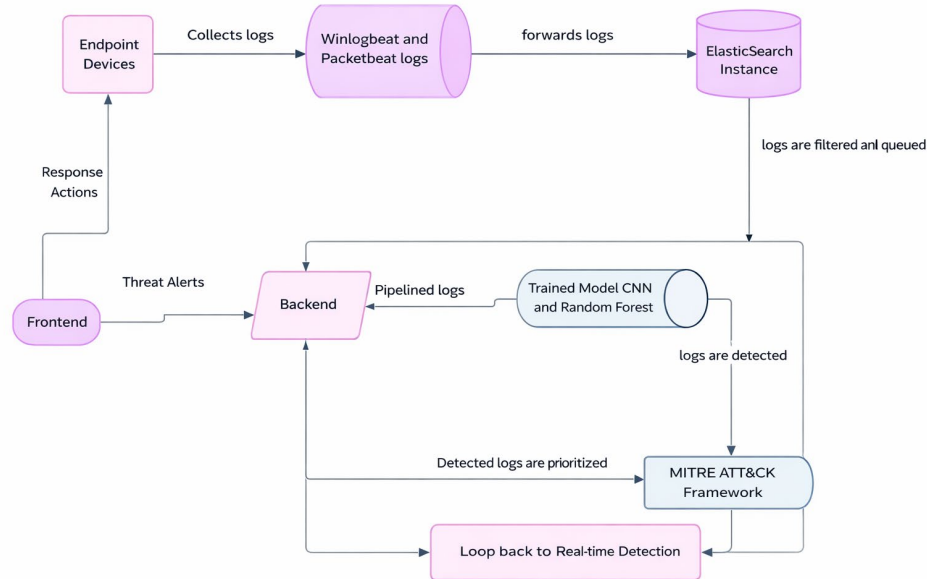 Collects logs
forwards logs
Endpoint
Devices
Winlogbeat and
Packetbeat logs
ElasticSearch
Instance
logs are filtered anl queued
Response
Actions
Threat Alerts
Pipelined logs
Trained Model CNN
and Random Forest
Backend
Frontend
logs are detected
Detected logs are prioritized
MITRE ATT&CK
Framework
Loop back to Real-time Detection